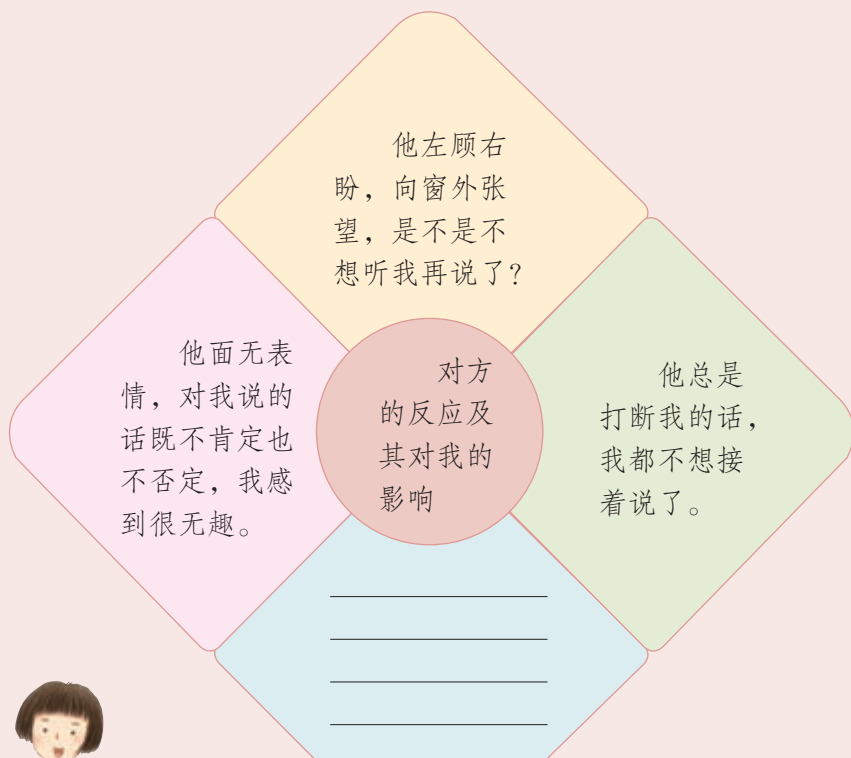 他左顾右
盼，向窗外张
望，是不是不
想听我再说了？
他面无表
情，对我说的
话既不肯定也
不否定，我感
到很无趣。
对方
的反应及
其对我的
影响
他总是
打断我的话，
我都不想接
着说了。